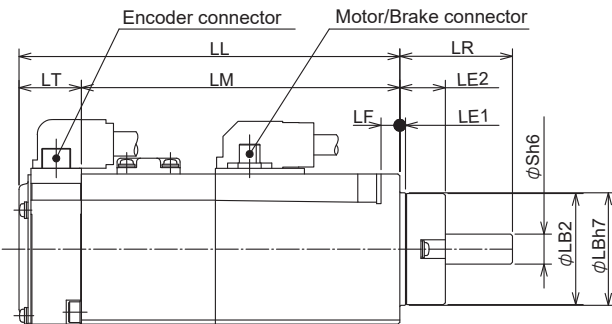 Encoder connector
Motor/Brake connector
LL
LR
LT
LM
LE2
LF
LE1
ϕSh6
ϕLB2
ϕLBh7